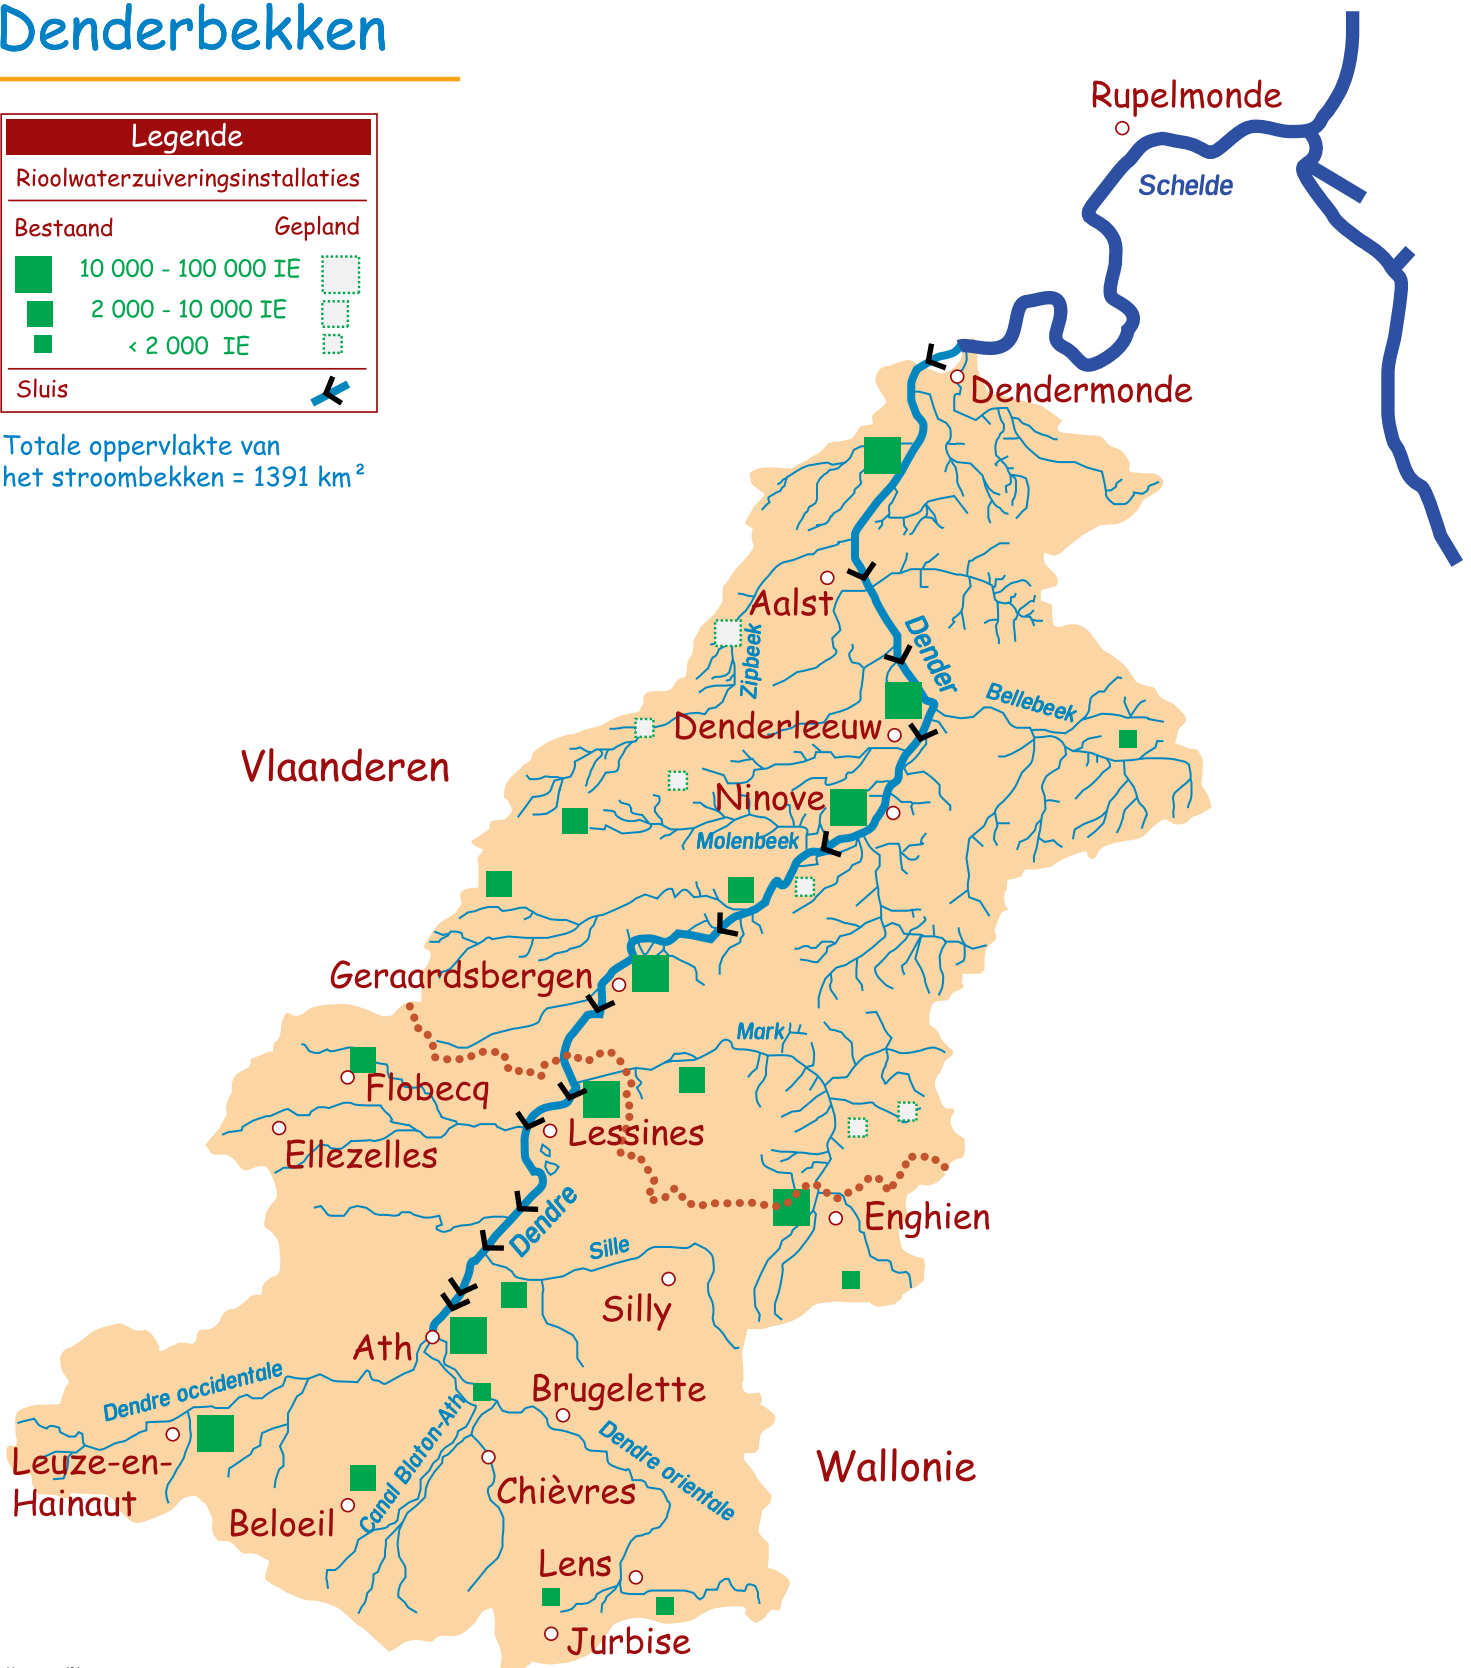 Denderbekken
Legende
Rioolwaterzuiveringsinstallaties
Bestaand Gepland
10 000 - 100 000 IE
2 000 - 10 000 IE
< 2 000 IE
Sluis
Totale oppervlakte van
het stroombekken = 1391 km²
Rupelmonde
Schelde
Dendermonde
Aalst
Zipbeek
Dender
Bellebeek
Denderleeuw
Vlaanderen
Ninove
Molenbeek
Geraardsbergen
Mark
Flobecq
Lessines
Ellezelles
Dendre
Enghien
Sille
Silly
Ath
Dendre occidentale
Brugelette
Canal Blaton-Ath
Dendre orientale
Leuze-en-
Hainaut
Wallonie
Chièvres
Beloeil
Lens
Jurbise